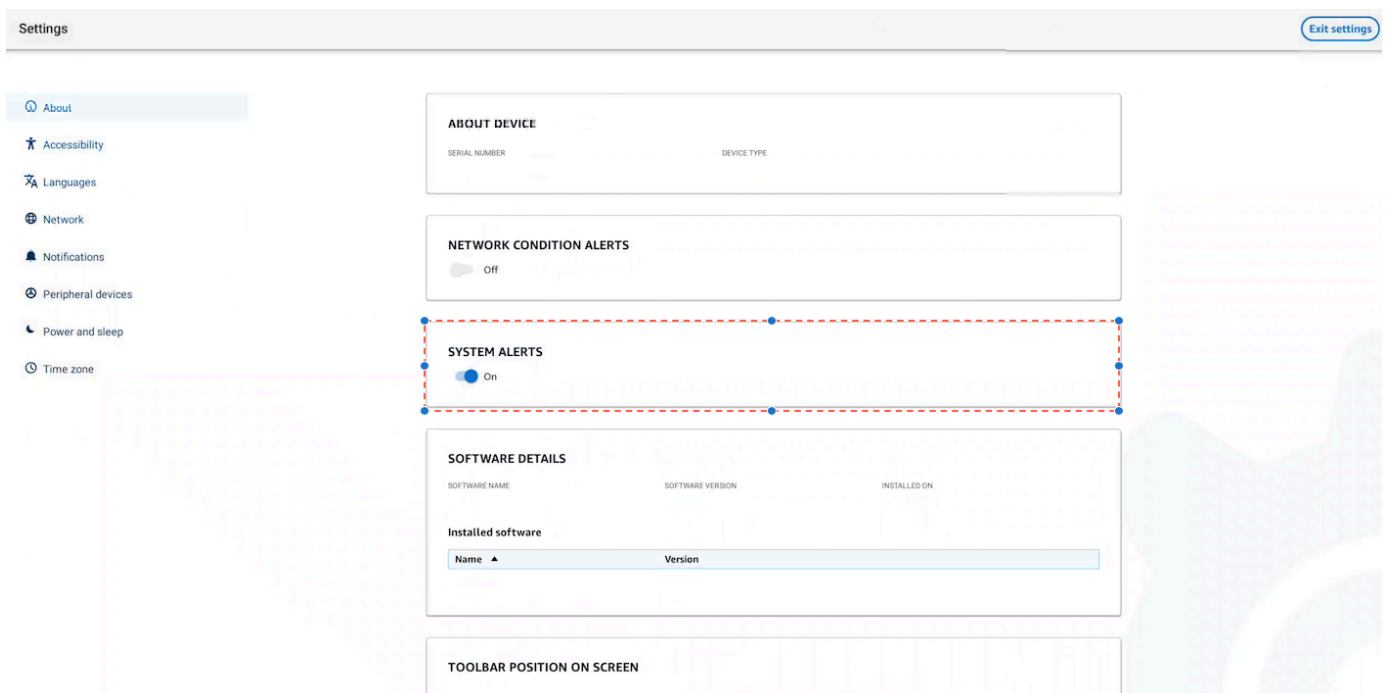 Settings
Exit settings
About
Accessibility
Languages
Network
Notifications
Peripheral devices
Power and sleep
Time zone
ABOUT DEVICE
SERIAL NUMBER DEVICE TYPE
NETWORK CONDITION ALERTS
Off
SYSTEM ALERTS
On
SOFTWARE DETAILS
SOFTWARE NAME SOFTWARE VERSION INSTALLED ON
Installed software
Name Version
TOOLBAR POSITION ON SCREEN